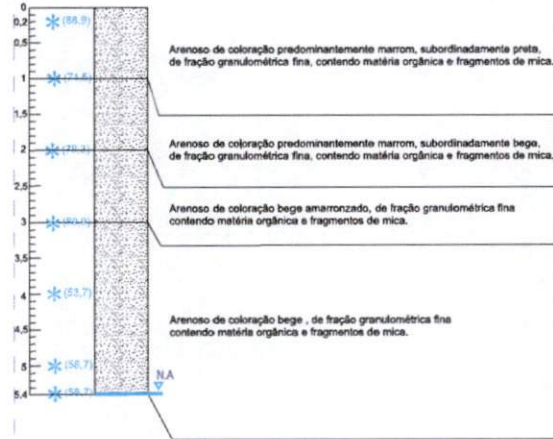 0
0,2
(86,9)
Arenoso de coloração predominantemente marrom, subordinadamente preta,
de fração granulométrica fina, contendo matéria orgânica e fragmentos de mica.
1
1,5
Arenoso de coloração predominantemente marrom, subordinadamente bege,
de fração granulométrica fina, contendo matéria orgânica e fragmentos de mica.
2
2,5
Arenoso de coloração bege amarronzado, de fração granulométrica fina
contendo matéria orgânica e fragmentos de mica.
3
3,5
4
(53,7)
Arenoso de coloração bege , de fração granulométrica fina
contendo matéria orgânica e fragmentos de mica.
4,5
5
(56,7)
N.A
5.4